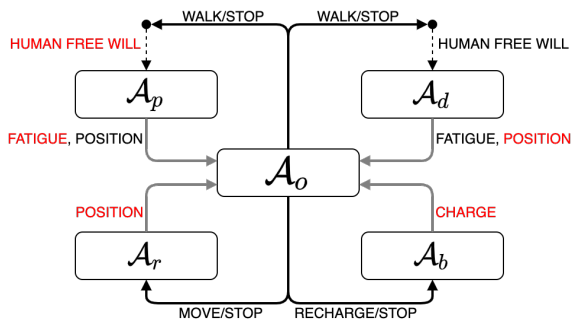 WALK/STOP WALK/STOP
HUMAN FREE WILL HUMAN FREE WILL
𝒜p 𝒜d
FATIGUE, POSITION FATIGUE, POSITION
𝒜o
POSITION CHARGE
𝒜r 𝒜b
MOVE/STOP RECHARGE/STOP